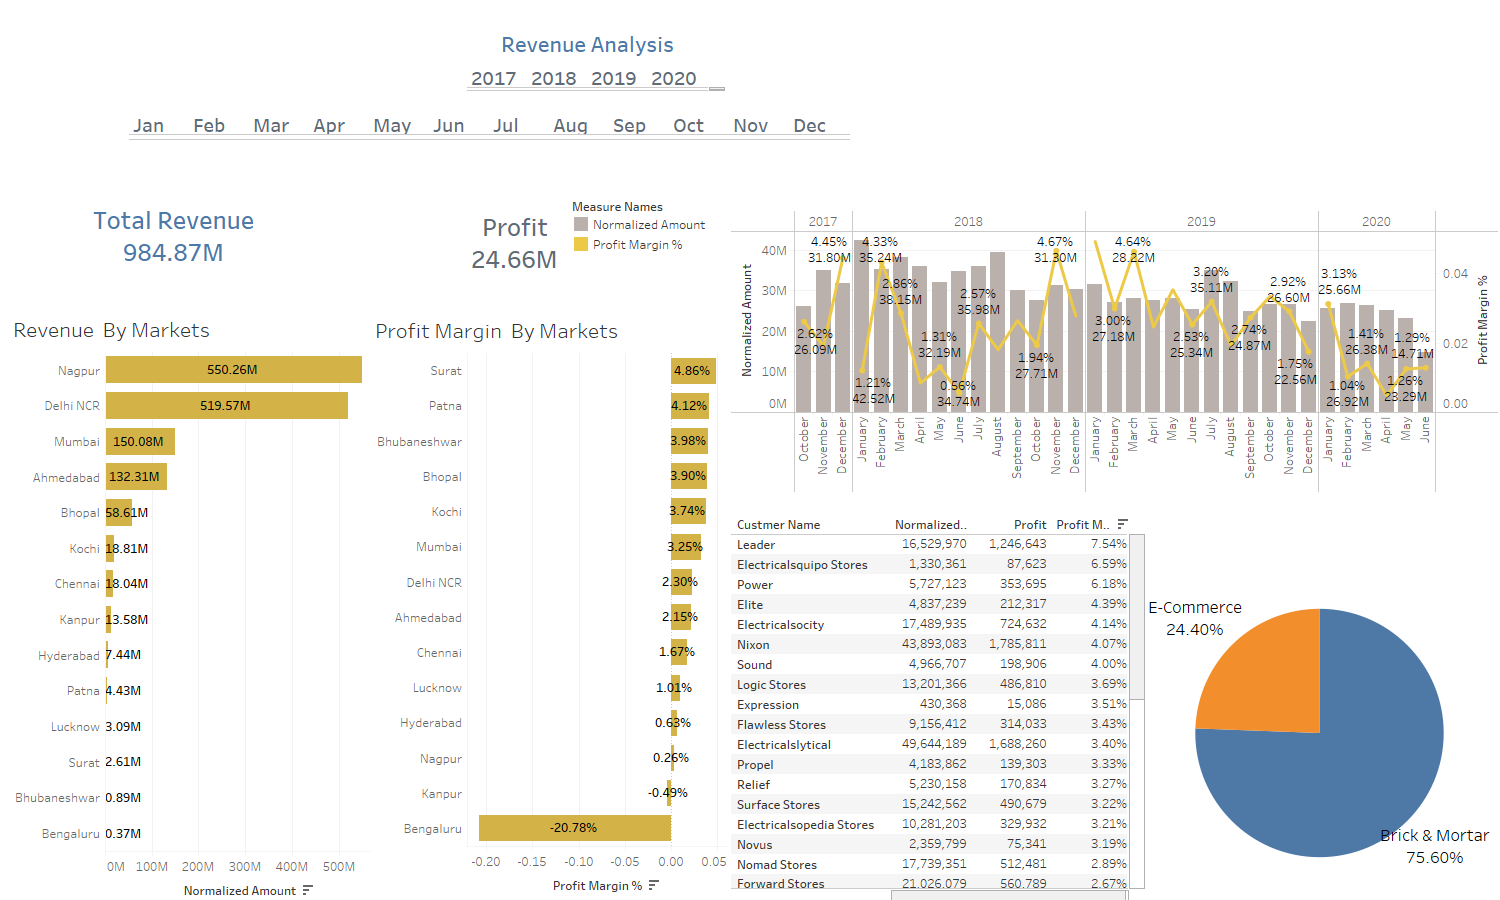 Revenue Analysis
2017 2018 2019 2020
Jan Feb Mar Apr May Jun Jul Aug Sep Oct Nov Dec
Total Revenue
984.87M
Profit
24.66M
Measure Names
Normalized Amount
Profit Margin %
Revenue By Markets
Nagpur 550.26M
Delhi NCR 519.57M
Mumbai 150.08M
Ahmedabad 132.31M
Bhopal 58.61M
Kochi 18.81M
Chennai 18.04M
Kanpur 13.58M
Hyderabad 7.44M
Patna 4.43M
Lucknow 3.09M
Surat 2.61M
Bhubaneshwar 0.89M
Bengaluru 0.37M
0M 100M 200M 300M 400M 500M
Normalized Amount
Profit Margin By Markets
Surat 4.86%
Patna 4.12%
Bhubaneshwar 3.98%
Bhopal 3.90%
Kochi 3.74%
Mumbai 3.25%
Delhi NCR 2.30%
Ahmedabad 2.15%
Chennai 1.67%
Lucknow 1.01%
Hyderabad 0.63%
Nagpur 0.26%
Kanpur -0.49%
Bengaluru -20.78%
-0.20 -0.15 -0.10 -0.05 0.00 0.05
Profit Margin %
2017 2018 2019 2020
Normalized Amount
40M
30M
20M
10M
0M
2.62%
26.09M
4.45%
31.80M
1.21%
42.52M
4.33%
35.24M
2.86%
38.15M
1.31%
32.19M
0.56%
34.74M
2.57%
35.98M
1.94%
27.71M
4.67%
31.30M
3.00%
27.18M
4.64%
28.22M
2.53%
25.34M
3.20%
35.11M
2.74%
24.87M
2.92%
26.60M
1.75%
22.56M
3.13%
25.66M
1.04%
26.92M
1.41%
26.38M
1.26%
23.29M
1.29%
14.71M
0.04
0.02
0.00
Profit Margin %
October November December January February March April May June July August September October November December January February March April May June July August September October November December January February March April May June
Custmer Name Normalized.. Profit Profit M..
Leader 16,529,970 1,246,643 7.54%
Electricalsquipo Stores 1,330,361 87,623 6.59%
Power 5,727,123 353,695 6.18%
Elite 4,837,239 212,317 4.39%
Electricalsocity 17,489,935 724,632 4.14%
Nixon 43,893,083 1,785,811 4.07%
Sound 4,966,707 198,906 4.00%
Logic Stores 13,201,366 486,810 3.69%
Expression 430,368 15,086 3.51%
Flawless Stores 9,156,412 314,033 3.43%
Electricalslytical 49,644,189 1,688,260 3.40%
Propel 4,183,862 139,303 3.33%
Relief 5,230,158 170,834 3.27%
Surface Stores 15,242,562 490,679 3.22%
Electricalsopedia Stores 10,281,203 329,932 3.21%
Novus 2,359,799 75,341 3.19%
Nomad Stores 17,739,351 512,481 2.89%
Forward Stores 21,026,079 560,789 2.67%
E-Commerce
24.40%
Brick & Mortar
75.60%